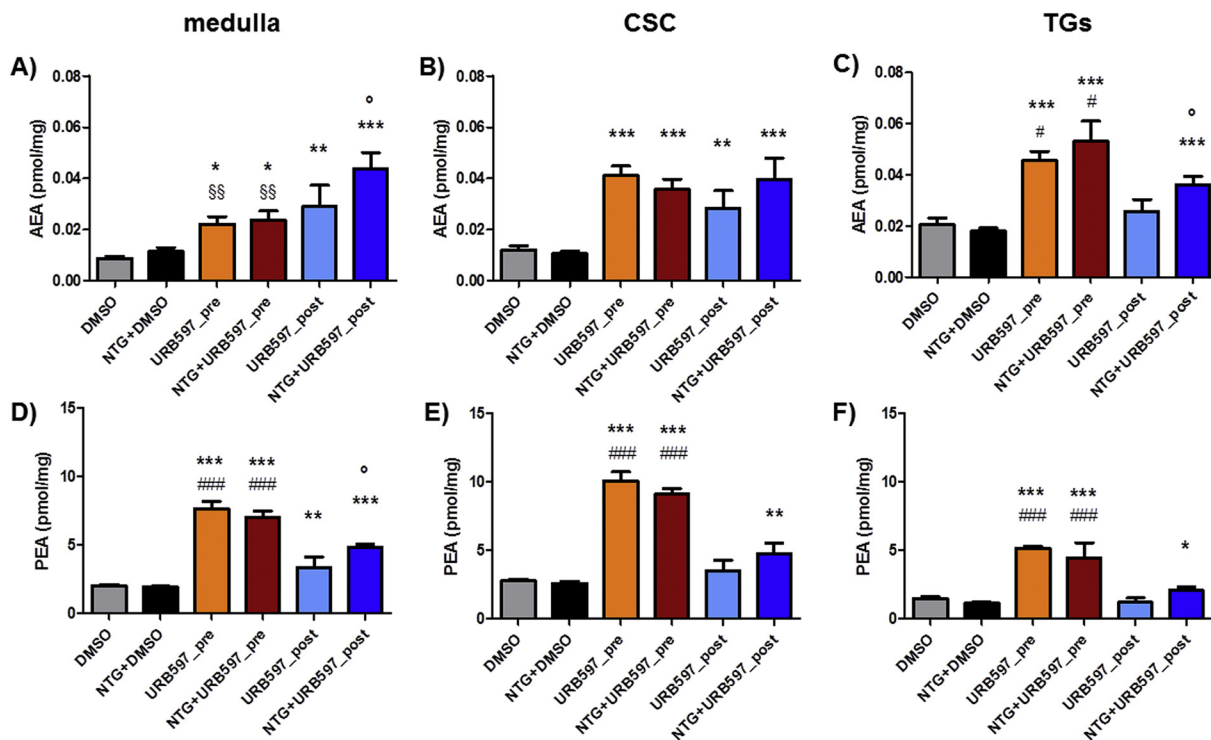 medulla
CSC
TGs
A)
AEA (pmol/mg)
0.08
0.06
0.04
0.02
0.00
*
§§
*
§§
**
°
***
DMSO
NTG+DMSO
URB597_pre
NTG+URB597_pre
URB597_post
NTG+URB597_post
B)
AEA (pmol/mg)
0.08
0.06
0.04
0.02
0.00
***
***
**
***
DMSO
NTG+DMSO
URB597_pre
NTG+URB597_pre
URB597_post
NTG+URB597_post
C)
AEA (pmol/mg)
0.08
0.06
0.04
0.02
0.00
***
#
***
#
°
***
DMSO
NTG+DMSO
URB597_pre
NTG+URB597_pre
URB597_post
NTG+URB597_post
D)
PEA (pmol/mg)
15
10
5
0
***
###
***
###
**
°
***
DMSO
NTG+DMSO
URB597_pre
NTG+URB597_pre
URB597_post
NTG+URB597_post
E)
PEA (pmol/mg)
15
10
5
0
***
###
***
###
**
DMSO
NTG+DMSO
URB597_pre
NTG+URB597_pre
URB597_post
NTG+URB597_post
F)
PEA (pmol/mg)
15
10
5
0
***
###
***
###
*
DMSO
NTG+DMSO
URB597_pre
NTG+URB597_pre
URB597_post
NTG+URB597_post